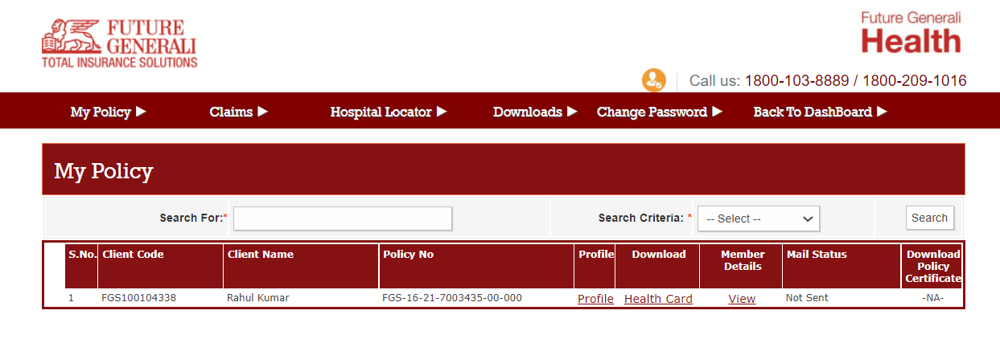 FUTURE
GENERALI
TOTAL INSURANCE SOLUTIONS
Future Generali
Health
Call us: 1800-103-8889 / 1800-209-1016
My Policy Claims Hospital Locator Downloads Change Password Back To DashBoard
My Policy
Search For:* Search Criteria: * -- Select -- Search
S.No. Client Code Client Name Policy No Profile Download Member Details Mail Status Download Policy Certificate
1 FGS100104338 Rahul Kumar FGS-16-21-7003435-00-000 Profile Health Card View Not Sent -NA-